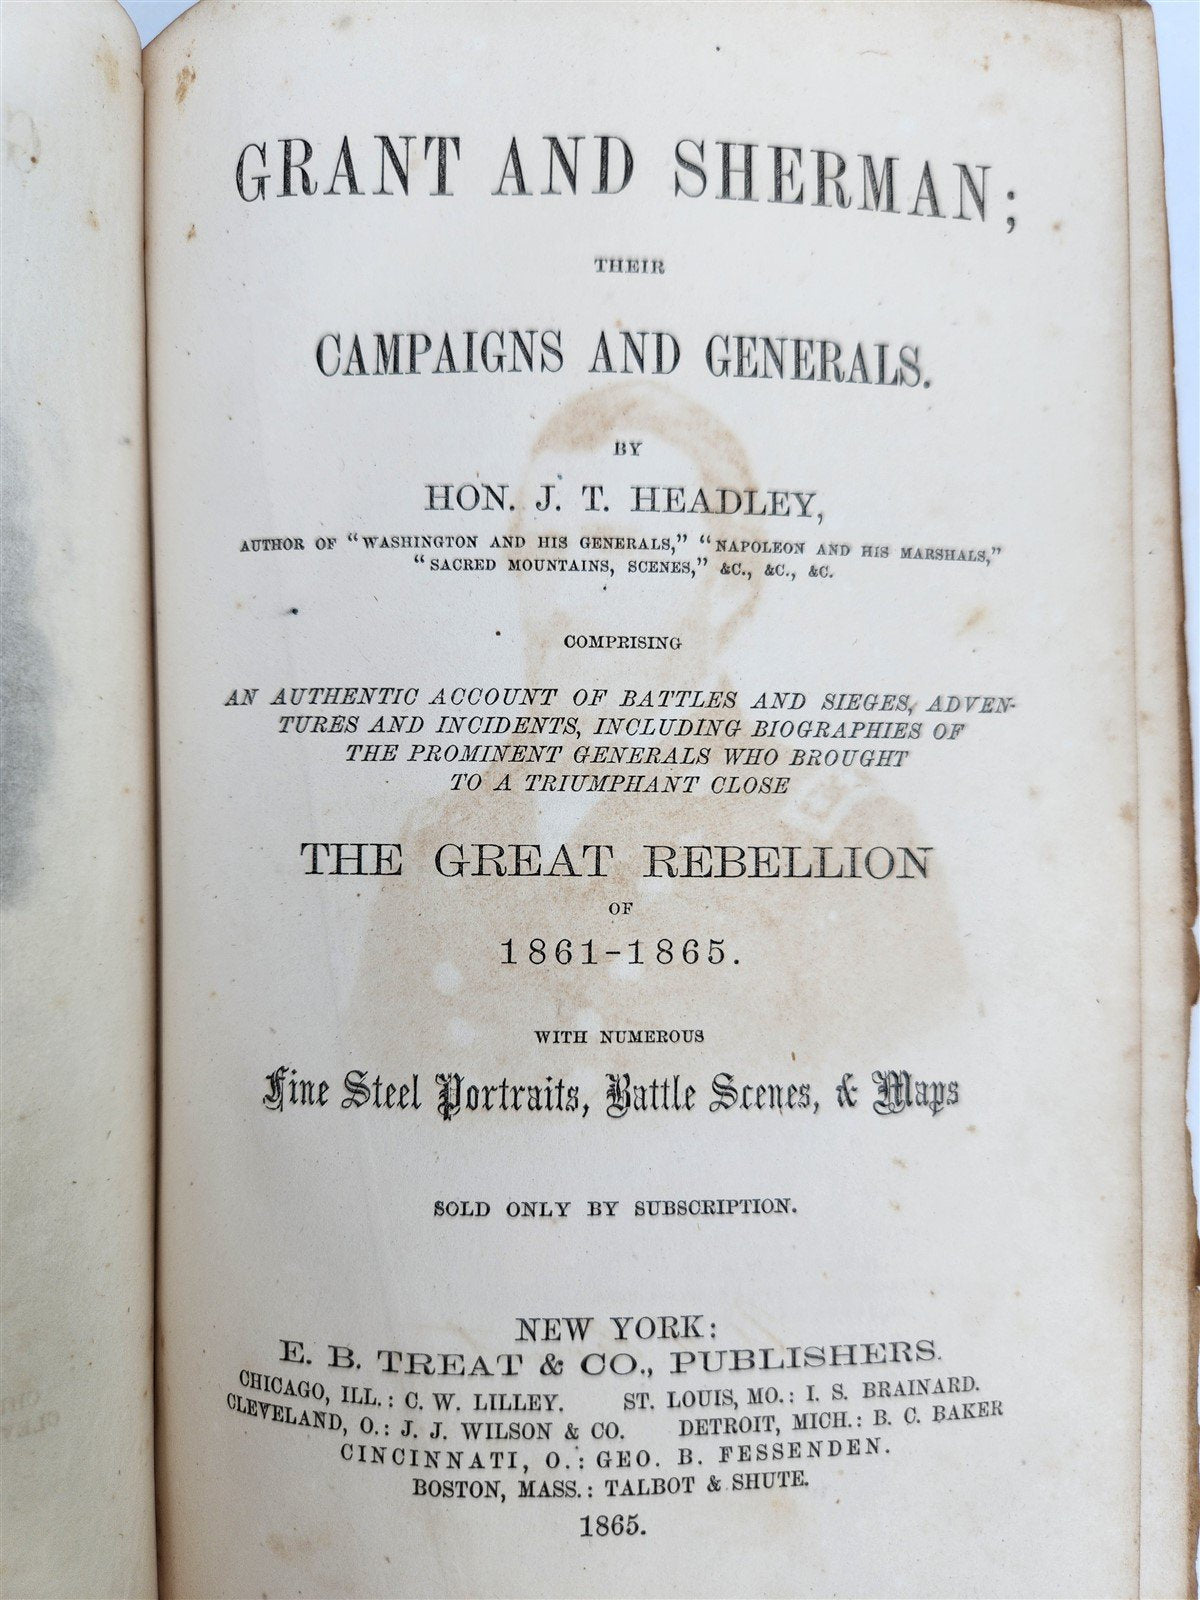 GRANT AND SHERMAN;
THEIR
CAMPAIGNS AND GENERALS.
BY
HON. J. T. HEADLEY,
AUTHOR OF "WASHINGTON AND HIS GENERALS," "NAPOLEON AND HIS MARSHALS,"
"SACRED MOUNTAINS, SCENES," &C., &C., &C.
COMPRISING
AN AUTHENTIC ACCOUNT OF BATTLES AND SIEGES, ADVEN-
TURES AND INCIDENTS, INCLUDING BIOGRAPHIES OF
THE PROMINENT GENERALS WHO BROUGHT
TO A TRIUMPHANT CLOSE
THE GREAT REBELLION
OF
1861-1865.
WITH NUMEROUS
Fine Steel Portraits, Battle Scenes, & Maps
SOLD ONLY BY SUBSCRIPTION.
NEW YORK:
E. B. TREAT & CO., PUBLISHERS.
CHICAGO, ILL.: C. W. LILLEY. ST. LOUIS, MO.: I. S. BRAINARD.
CLEVELAND, O.: J. J. WILSON & CO. DETROIT, MICH.: B. C. BAKER
CINCINNATI, O.: GEO. B. FESSENDEN.
BOSTON, MASS.: TALBOT & SHUTE.
1865.